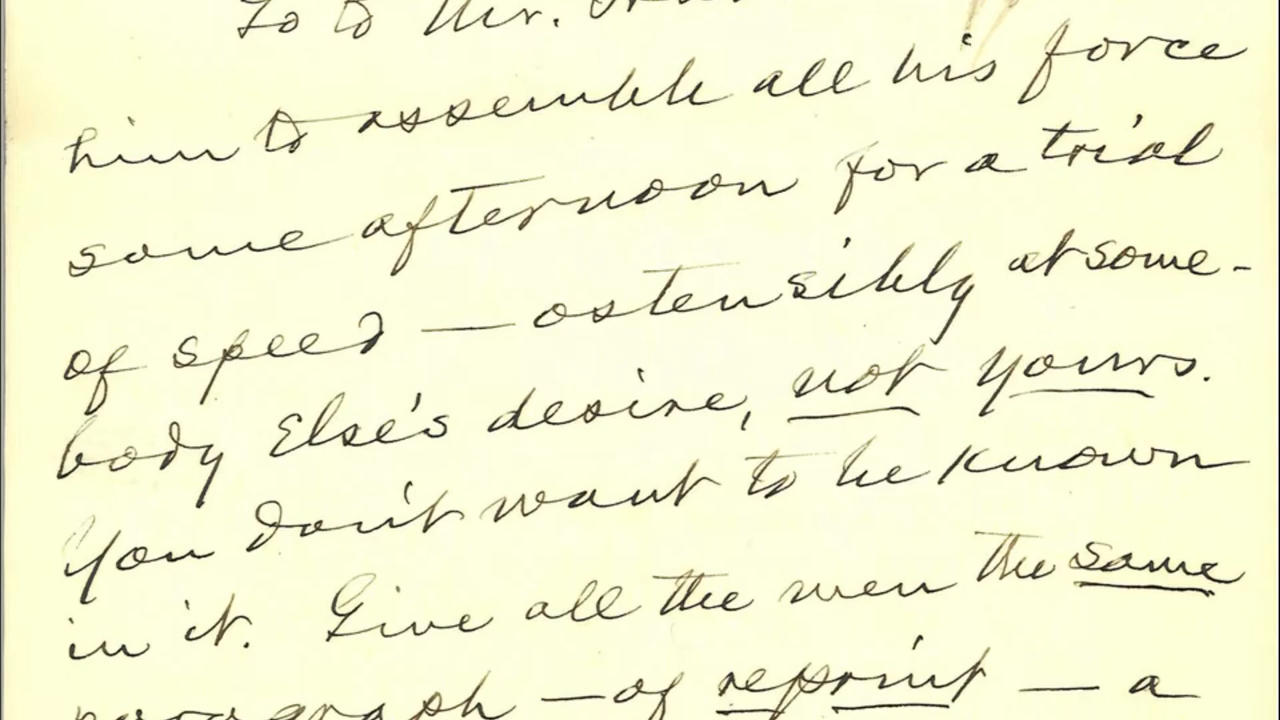 to Mr.
him to assemble all his force
some afternoon for a trial
of speed — ostensibly at some-
body Else's desire, not yours.
You don't want to be known
in it. Give all the men the same
paragraph — of reprint — a